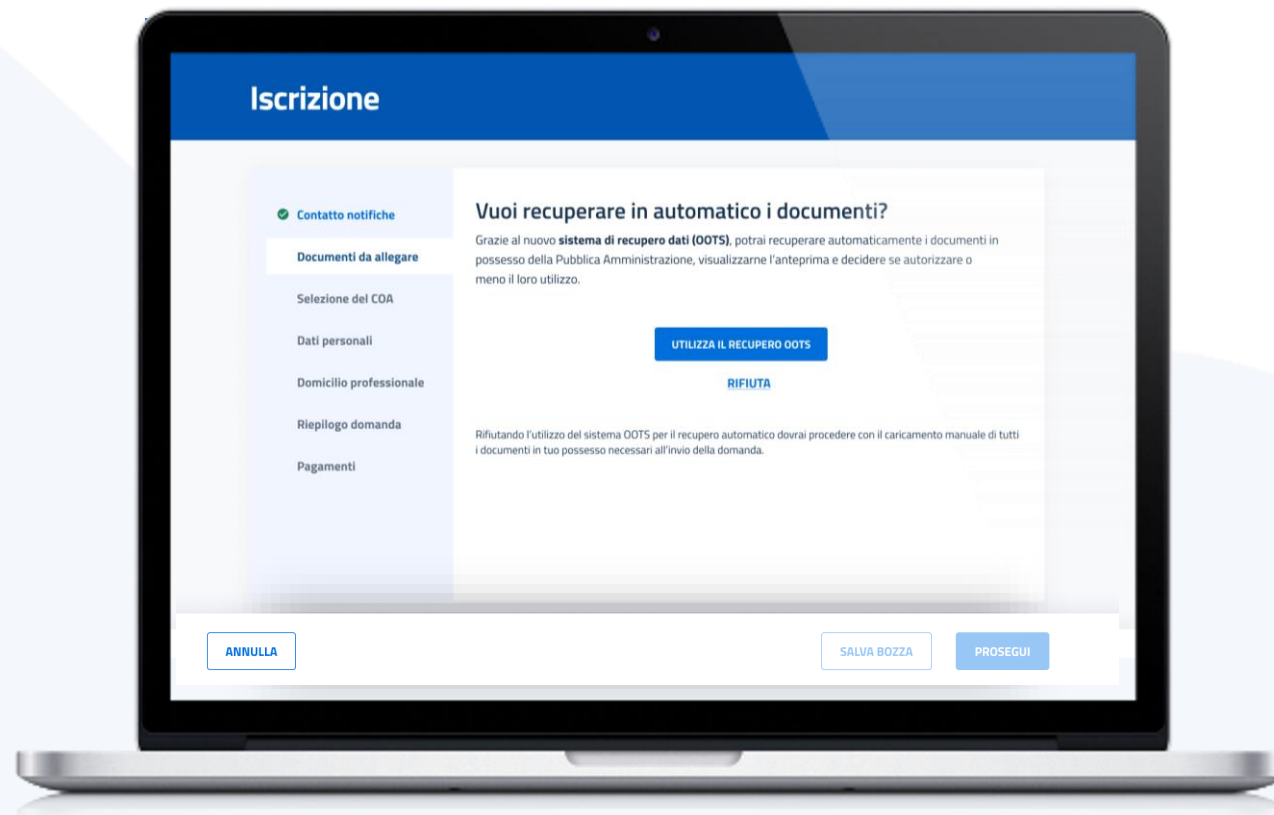 Iscrizione
Contatto notifiche
Documenti da allegare
Selezione del COA
Dati personali
Domicilio professionale
Riepilogo domanda
Pagamenti
Vuoi recuperare in automatico i documenti?
Grazie al nuovo sistema di recupero dati (OOTS), potrai recuperare automaticamente i documenti in
possesso della Pubblica Amministrazione, visualizzarne l'anteprima e decidere se autorizzare o
meno il loro utilizzo.
UTILIZZA IL RECUPERO OOTS
RIFIUTA
Rifiutando l'utilizzo del sistema OOTS per il recupero automatico dovrai procedere con il caricamento manuale di tutti
i documenti in tuo possesso necessari all'invio della domanda.
ANNULLA
SALVA BOZZA
PROSEGUI